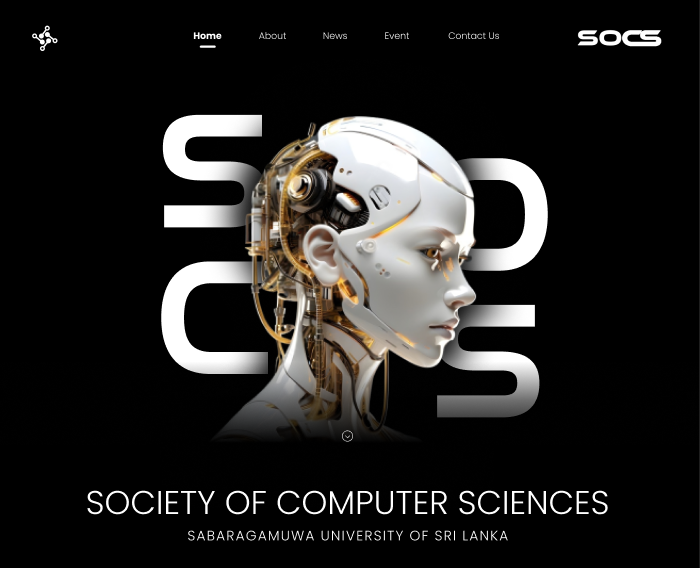 Home About News Event Contact Us SOCS
S O
C S
SOCIETY OF COMPUTER SCIENCES
SABARAGAMUWA UNIVERSITY OF SRI LANKA